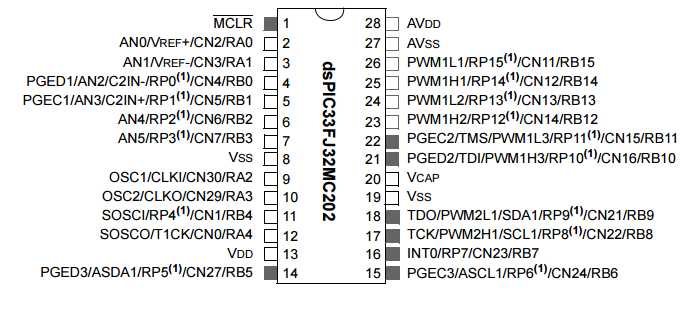 MCLR 1 28 AVDD
AN0/VREF+/CN2/RA0 2 27 AVSS
AN1/VREF-/CN3/RA1 3 26 PWM1L1/RP15(1)/CN11/RB15
PGED1/AN2/C2IN-/RP0(1)/CN4/RB0 4 25 PWM1H1/RP14(1)/CN12/RB14
PGEC1/AN3/C2IN+/RP1(1)/CN5/RB1 5 24 PWM1L2/RP13(1)/CN13/RB13
AN4/RP2(1)/CN6/RB2 6 23 PWM1H2/RP12(1)/CN14/RB12
AN5/RP3(1)/CN7/RB3 7 22 PGEC2/TMS/PWM1L3/RP11(1)/CN15/RB11
VSS 8 21 PGED2/TDI/PWM1H3/RP10(1)/CN16/RB10
OSC1/CLKI/CN30/RA2 9 20 VCAP
OSC2/CLKO/CN29/RA3 10 19 VSS
SOSCI/RP4(1)/CN1/RB4 11 18 TDO/PWM2L1/SDA1/RP9(1)/CN21/RB9
SOSCO/T1CK/CN0/RA4 12 17 TCK/PWM2H1/SCL1/RP8(1)/CN22/RB8
VDD 13 16 INT0/RP7/CN23/RB7
PGED3/ASDA1/RP5(1)/CN27/RB5 14 15 PGEC3/ASCL1/RP6(1)/CN24/RB6
dsPIC33FJ32MC202